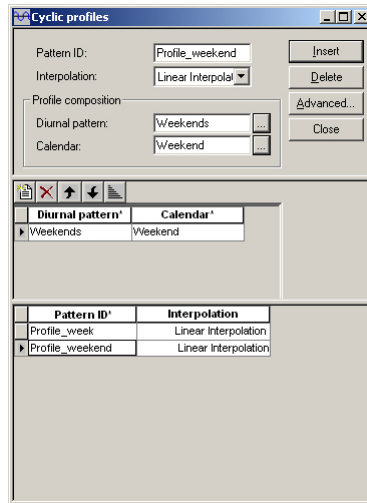 Cyclic profiles
Pattern ID: Profile_weekend Insert
Interpolation: Linear Interpolat Delete
Profile composition Advanced...
Diurnal pattern: Weekends ... Close
Calendar: Weekend ...
Diurnal pattern* Calendar*
Weekends Weekend
Pattern ID* Interpolation
Profile_week Linear Interpolation
Profile_weekend Linear Interpolation